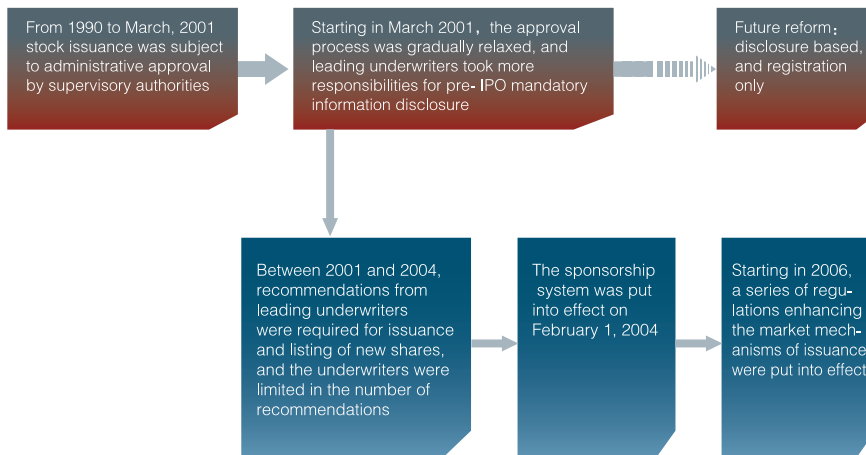 From 1990 to March, 2001
stock issuance was subject
to administrative approval
by supervisory authorities
Starting in March 2001, the approval
process was gradually relaxed, and
leading underwriters took more
responsibilities for pre- IPO mandatory
information disclosure
Future reform:
disclosure based,
and registration
only
Between 2001 and 2004,
recommendations from
leading underwriters
were required for issuance
and listing of new shares,
and the underwriters were
limited in the number of
recommendations
The sponsorship
system was put
into effect on
February 1, 2004
Starting in 2006,
a series of regu-
lations enhancing
the market mech-
anisms of issuance
were put into effect